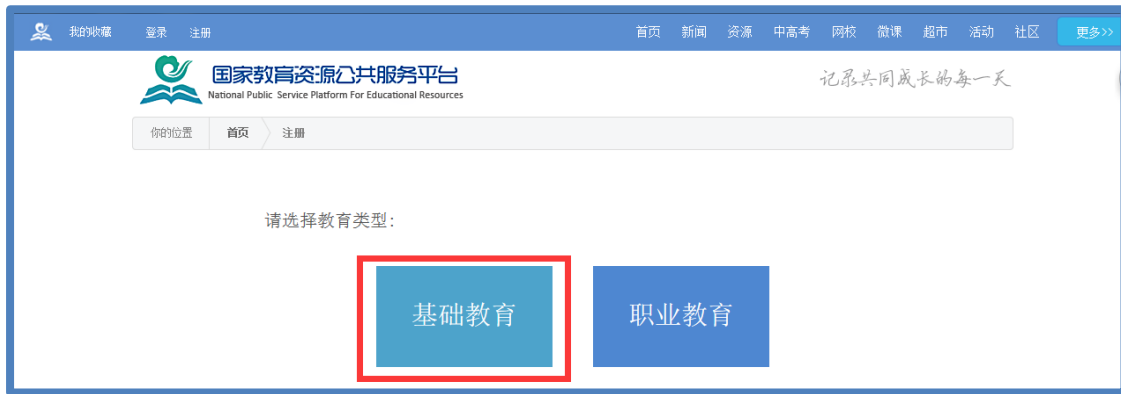 我的收藏 登录 注册 首页 新闻 资源 中高考 网校 微课 超市 活动 社区 更多>>
国家教育资源公共服务平台
National Public Service Platform For Educational Resources
记录共同成长的每一天
你的位置 首页 注册
请选择教育类型:
基础教育 职业教育